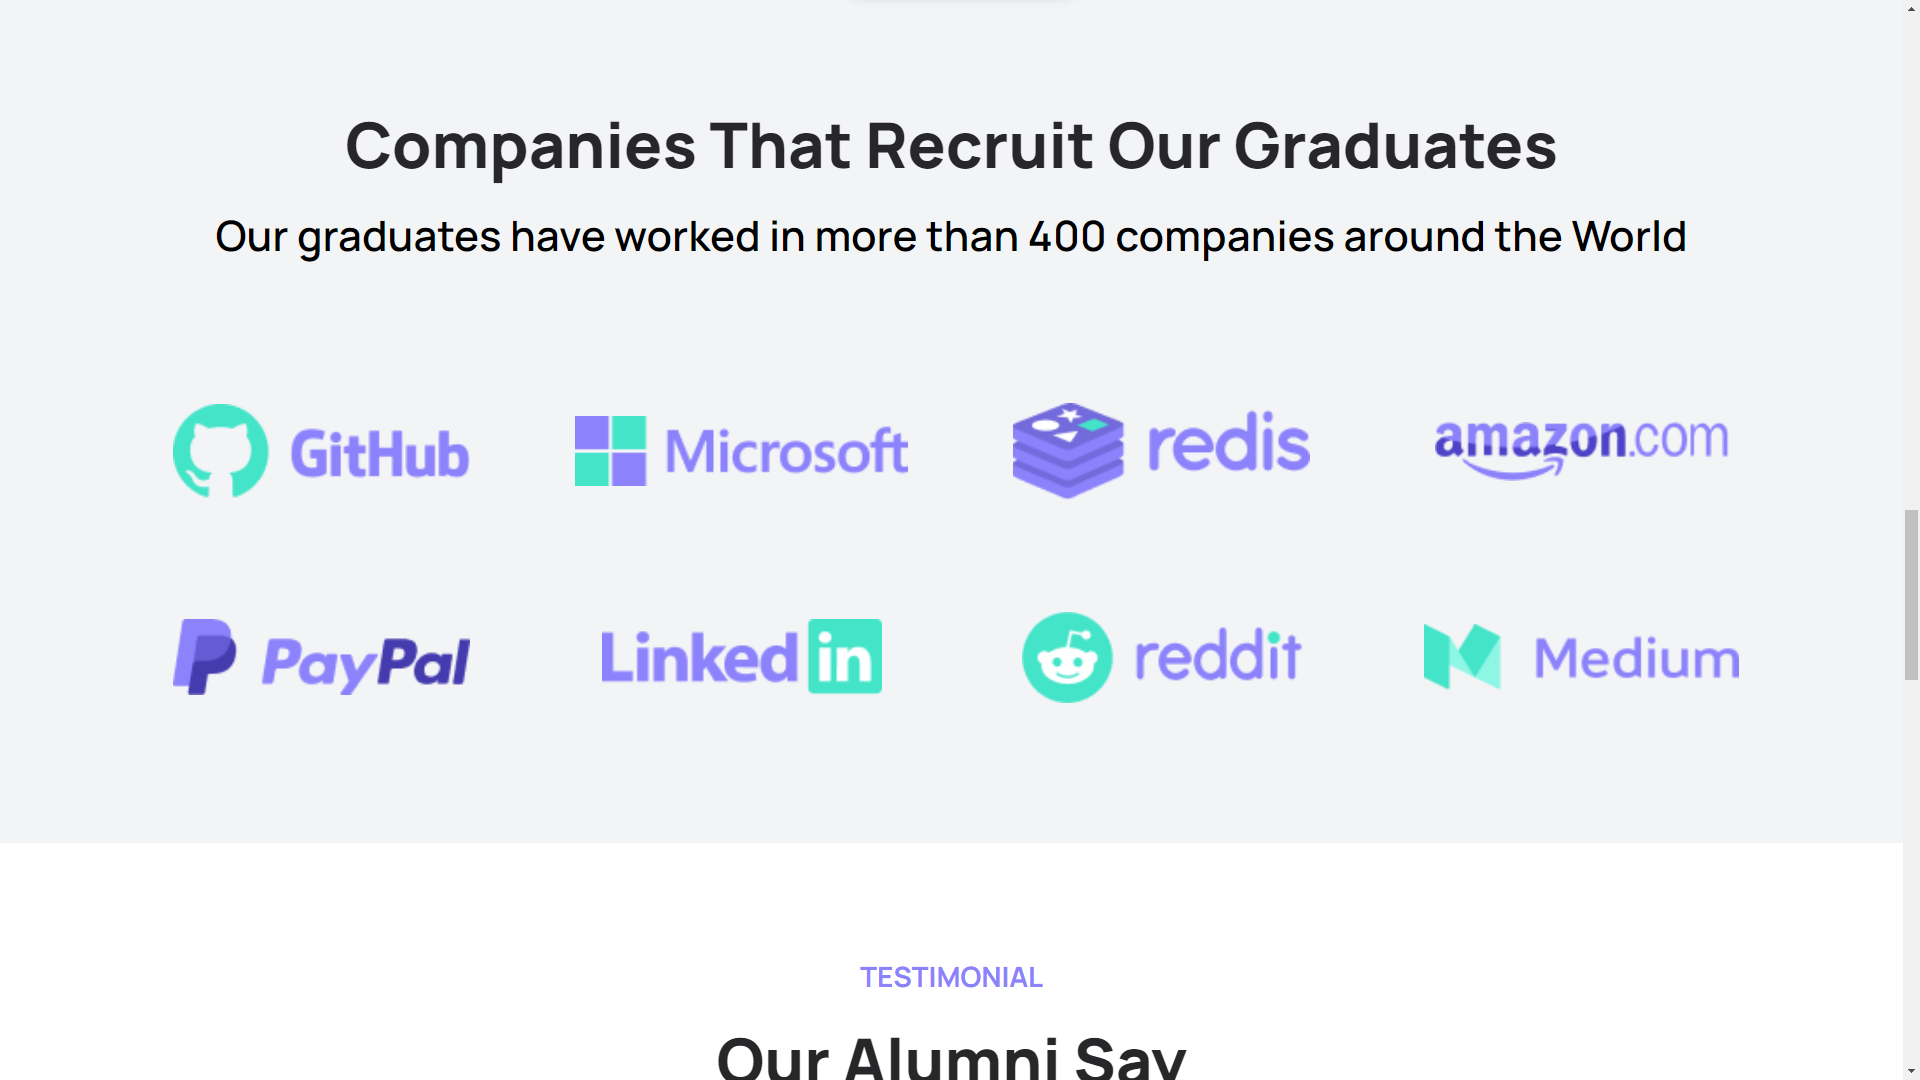 Companies That Recruit Our Graduates
Our graduates have worked in more than 400 companies around the World
GitHub
Microsoft
redis
amazon.com
PayPal
Linked in
reddit
Medium
TESTIMONIAL
Our Alumni Say